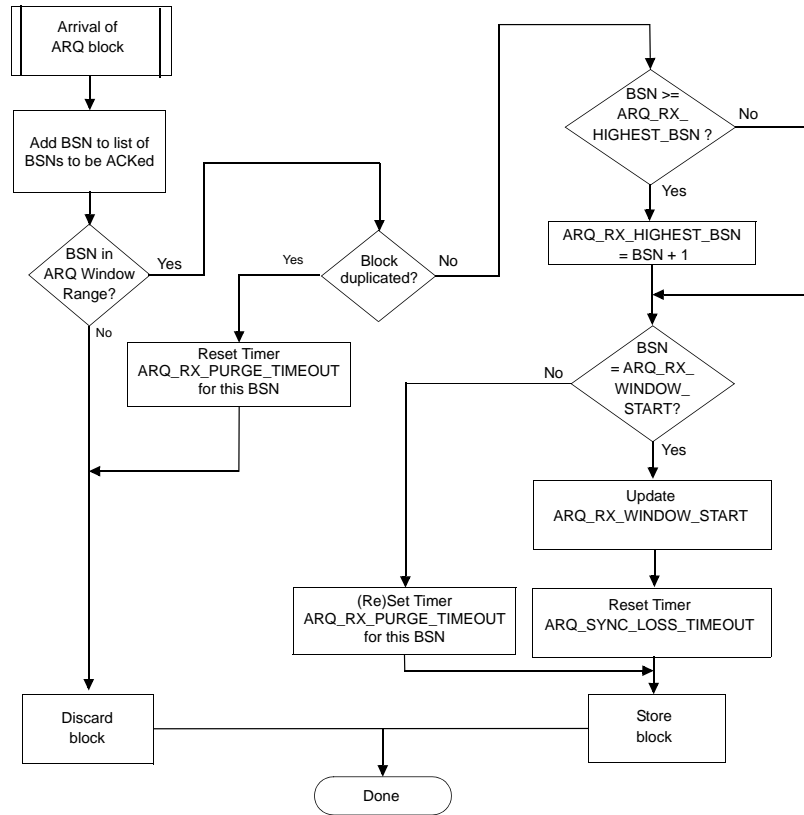 Arrival of
ARQ block
Add BSN to list of
BSNs to be ACKed
BSN in
ARQ Window
Range?
Yes
No
Block
duplicated?
Yes
No
Reset Timer
ARQ_RX_PURGE_TIMEOUT
for this BSN
BSN >=
ARQ_RX_
HIGHEST_BSN ?
No
Yes
ARQ_RX_HIGHEST_BSN
= BSN + 1
BSN
= ARQ_RX_
WINDOW_
START?
No
Yes
Update
ARQ_RX_WINDOW_START
(Re)Set Timer
ARQ_RX_PURGE_TIMEOUT
for this BSN
Reset Timer
ARQ_SYNC_LOSS_TIMEOUT
Discard
block
Store
block
Done